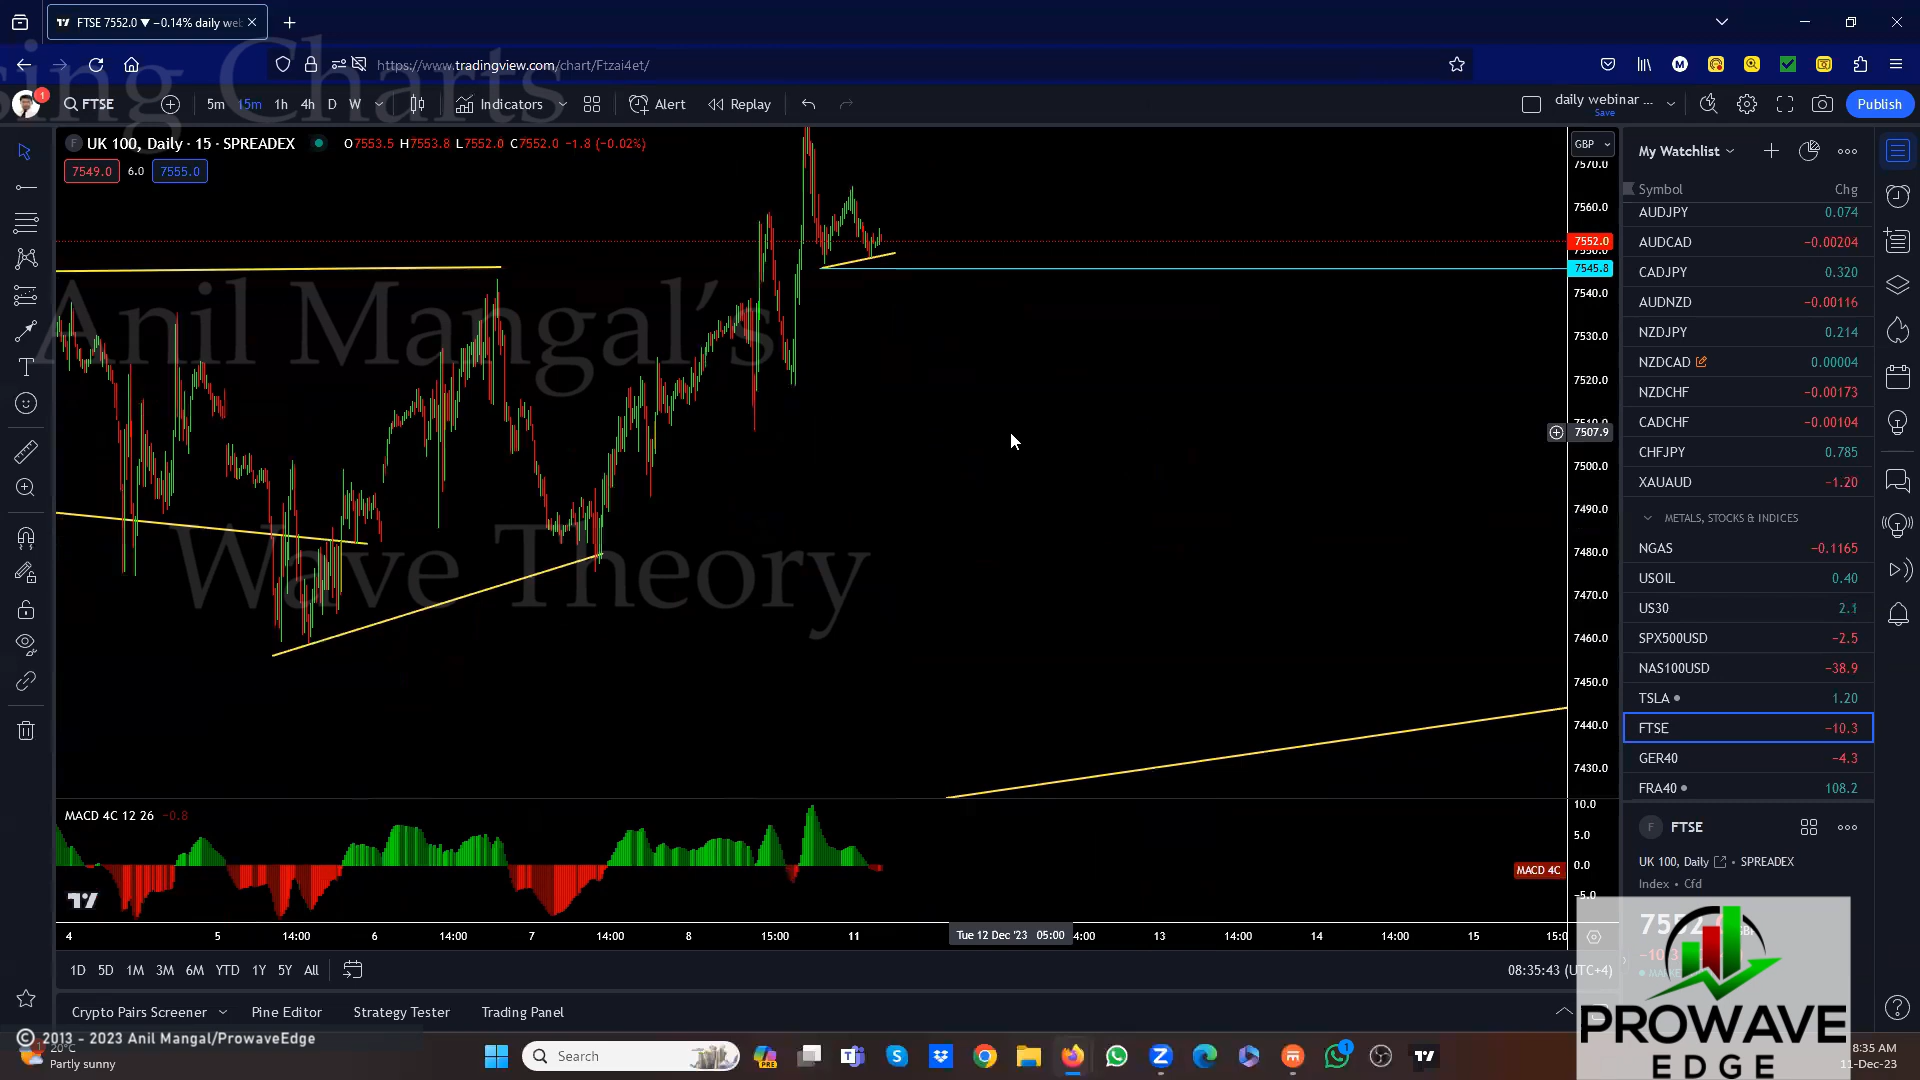 FTSE 7552.0 ▼ −0.14% daily web
https://www.tradingview.com/chart/Ftzai4et/
sing Charts
1
FTSE
5m 15m 1h 4h D W
Indicators
Alert
Replay
daily webinar ...
Save
Publish
UK 100, Daily · 15 · SPREADEX
O7553.5 H7553.8 L7552.0 C7552.0 −1.8 (−0.02%)
7549.0 6.0 7555.0
GBP
7570.0
7560.0
7552.0
7545.8
7540.0
7530.0
7520.0
7507.9
7500.0
7490.0
7480.0
7470.0
7460.0
7450.0
7440.0
7430.0
Anil Mangal's
Wave Theory
MACD 4C 12 26 −0.8
10.0
5.0
0.0
MACD 4C
−5.0
4 5 14:00 6 14:00 7 14:00 8 15:00 11 Tue 12 Dec '23 05:00 4:00 13 14:00 14 14:00 15 15:0
1D 5D 1M 3M 6M YTD 1Y 5Y All
08:35:43 (UTC+4)
Crypto Pairs Screener Pine Editor Strategy Tester Trading Panel
My Watchlist
Symbol Chg
AUDJPY 0.074
AUDCAD −0.00204
CADJPY 0.320
AUDNZD −0.00116
NZDJPY 0.214
NZDCAD 0.00004
NZDCHF −0.00173
CADCHF −0.00104
CHFJPY 0.785
XAUAUD −1.20
METALS, STOCKS & INDICES
NGAS −0.1165
USOIL 0.40
US30 2.1
SPX500USD −2.5
NAS100USD −38.9
TSLA 1.20
FTSE −10.3
GER40 −4.3
FRA40 108.2
F FTSE
UK 100, Daily • SPREADEX
Index • Cfd
PROWAVE
EDGE
© 2013 - 2023 Anil Mangal/ProwaveEdge
20°C
Partly sunny
Search
8:35 AM
11-Dec-23